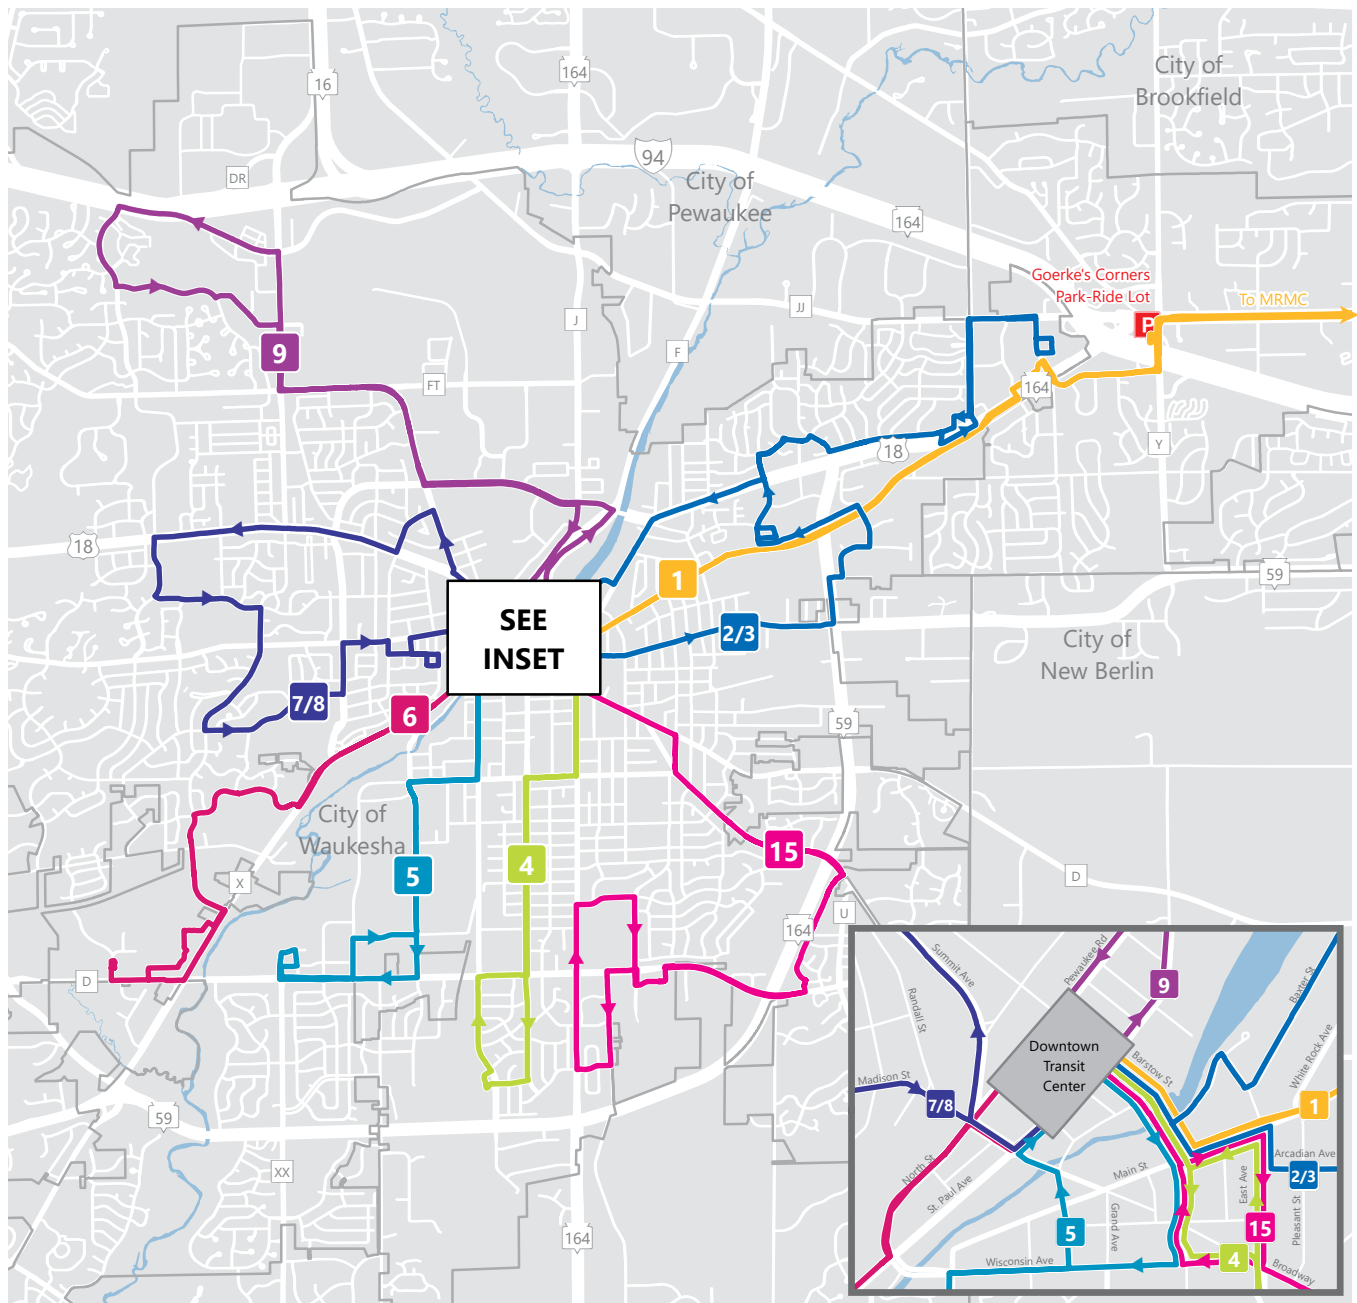 City of
Brookfield
16
164
94
DR
City of
Pewaukee
164
Goerke's Corners
Park-Ride Lot
To MRMC
P
JJ
J
F
9
FT
164
18
Y
18
1
59
SEE
INSET
2/3
City of
New Berlin
7/8
6
59
City of
Waukesha
15
4
5
D
X
U
164
D
59
XX
164
Summit Ave
Pewaukee Rd
9
Baxter St
Randall St
Downtown
Transit
Center
Barstow St
White Rock Ave
Madison St
7/8
1
North St
St. Paul Ave
Main St
Arcadian Ave
2/3
East Ave
Grand Ave
Pleasant St
5
15
4
Wisconsin Ave
Broadway